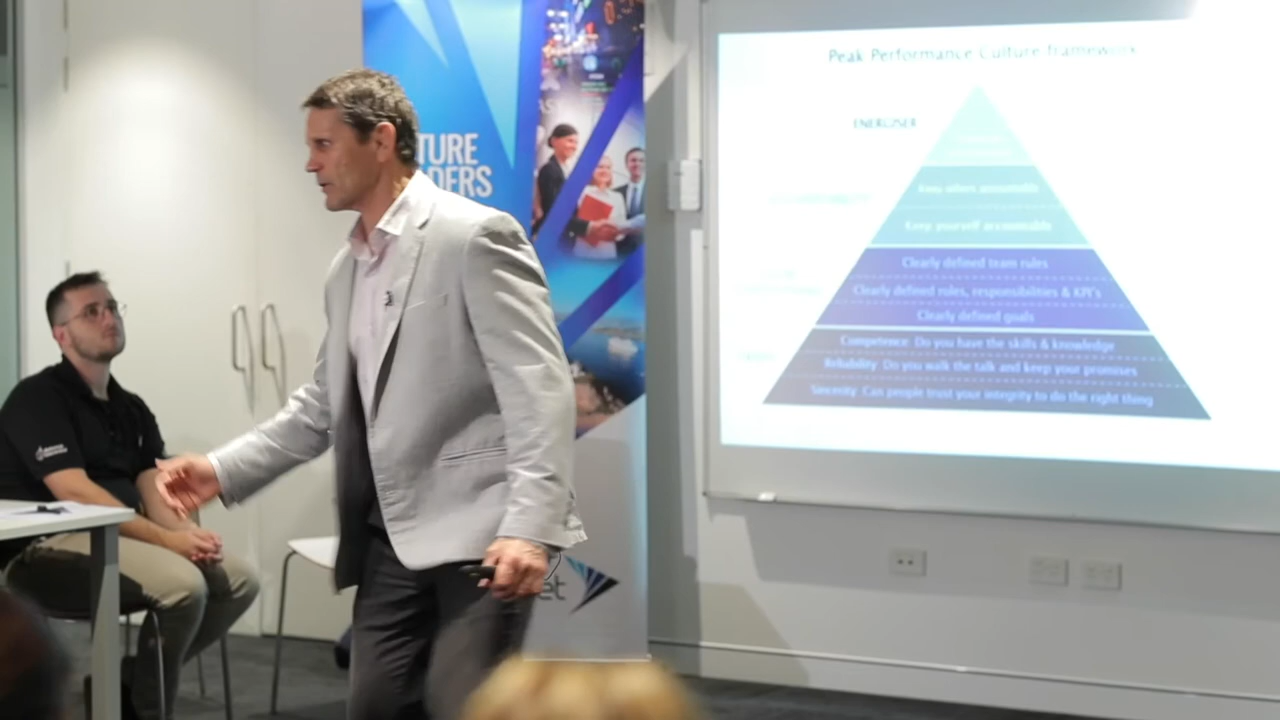 Peak Performance Culture framework
ENERGISER
Keep others accountable
Keep yourself accountable
Clearly defined team rules
Clearly defined roles, responsibilities & KPI's
Clearly defined goals
Competence: Do you have the skills & knowledge
Reliability: Do you walk the talk and keep your promises
Sincerity: Can people trust your integrity to do the right thing
TURE
DERS
et